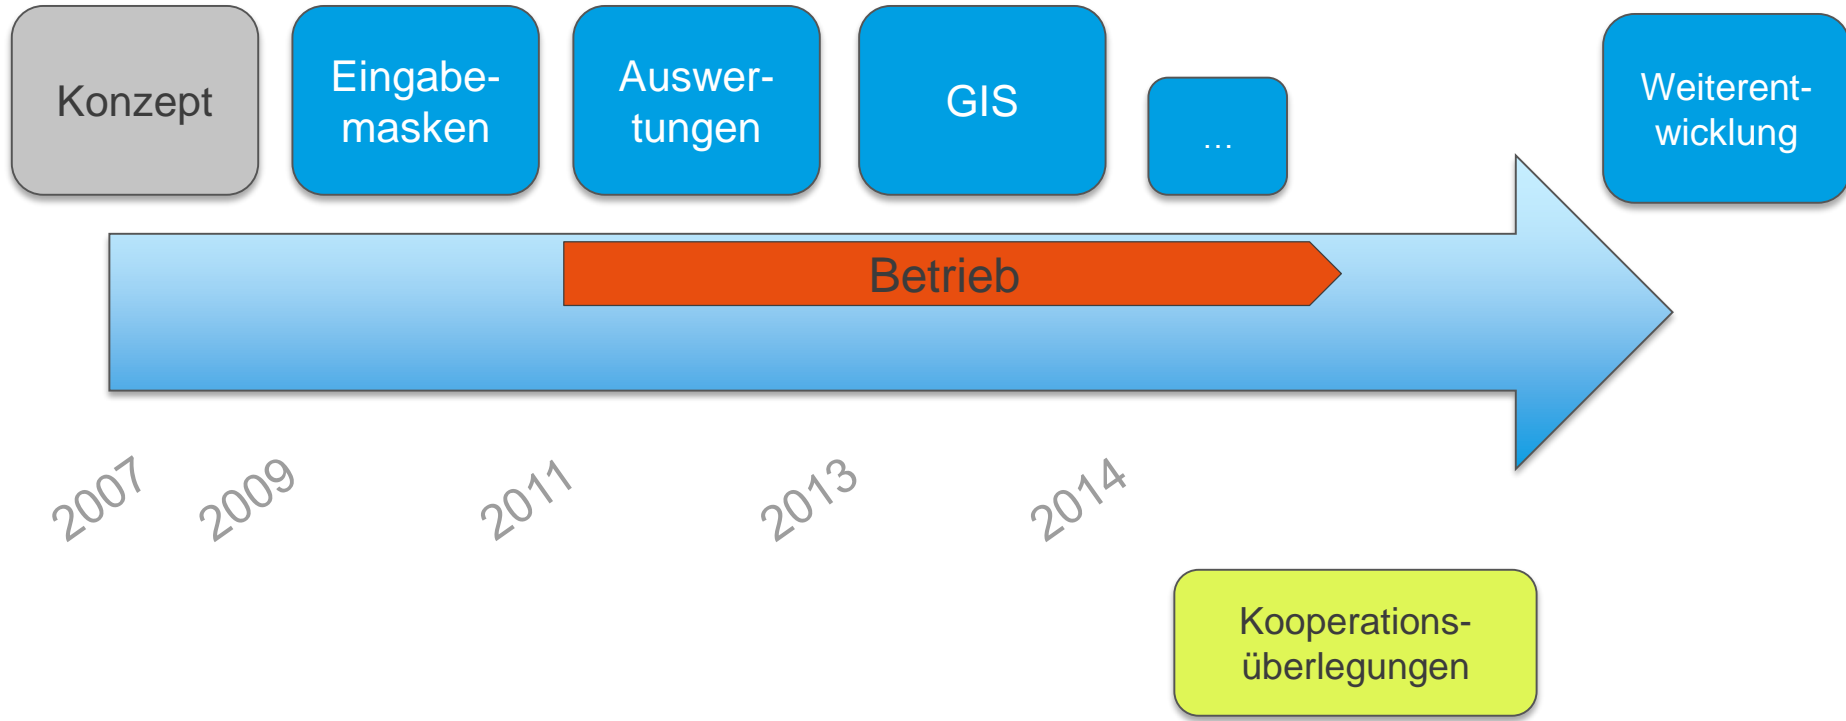 Konzept
Eingabe-
masken
Auswer-
tungen
GIS
...
Weiterent-
wicklung
Betrieb
2007
2009
2011
2013
2014
Kooperations-
überlegungen